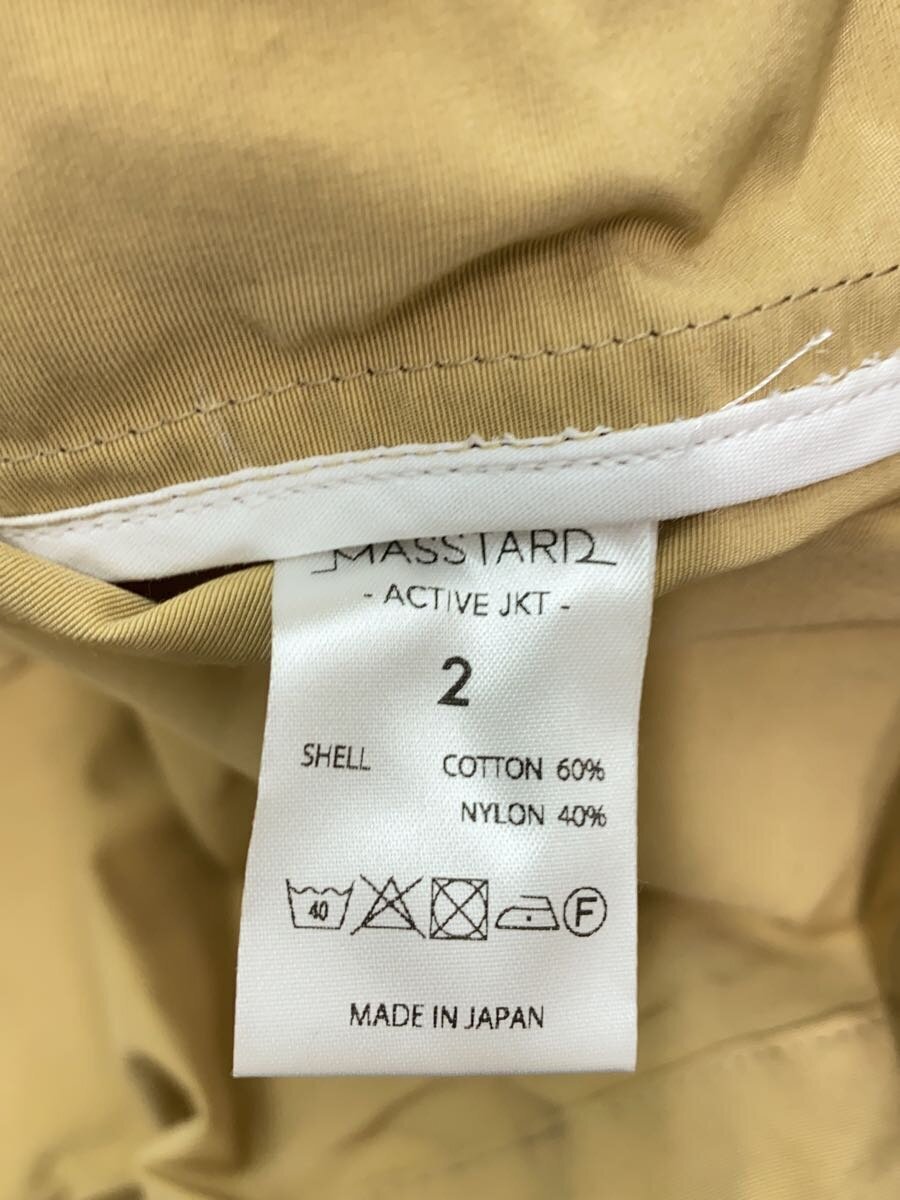 MASSTARD
- ACTIVE JKT -
2
SHELL COTTON 60%
NYLON 40%
40 F
MADE IN JAPAN